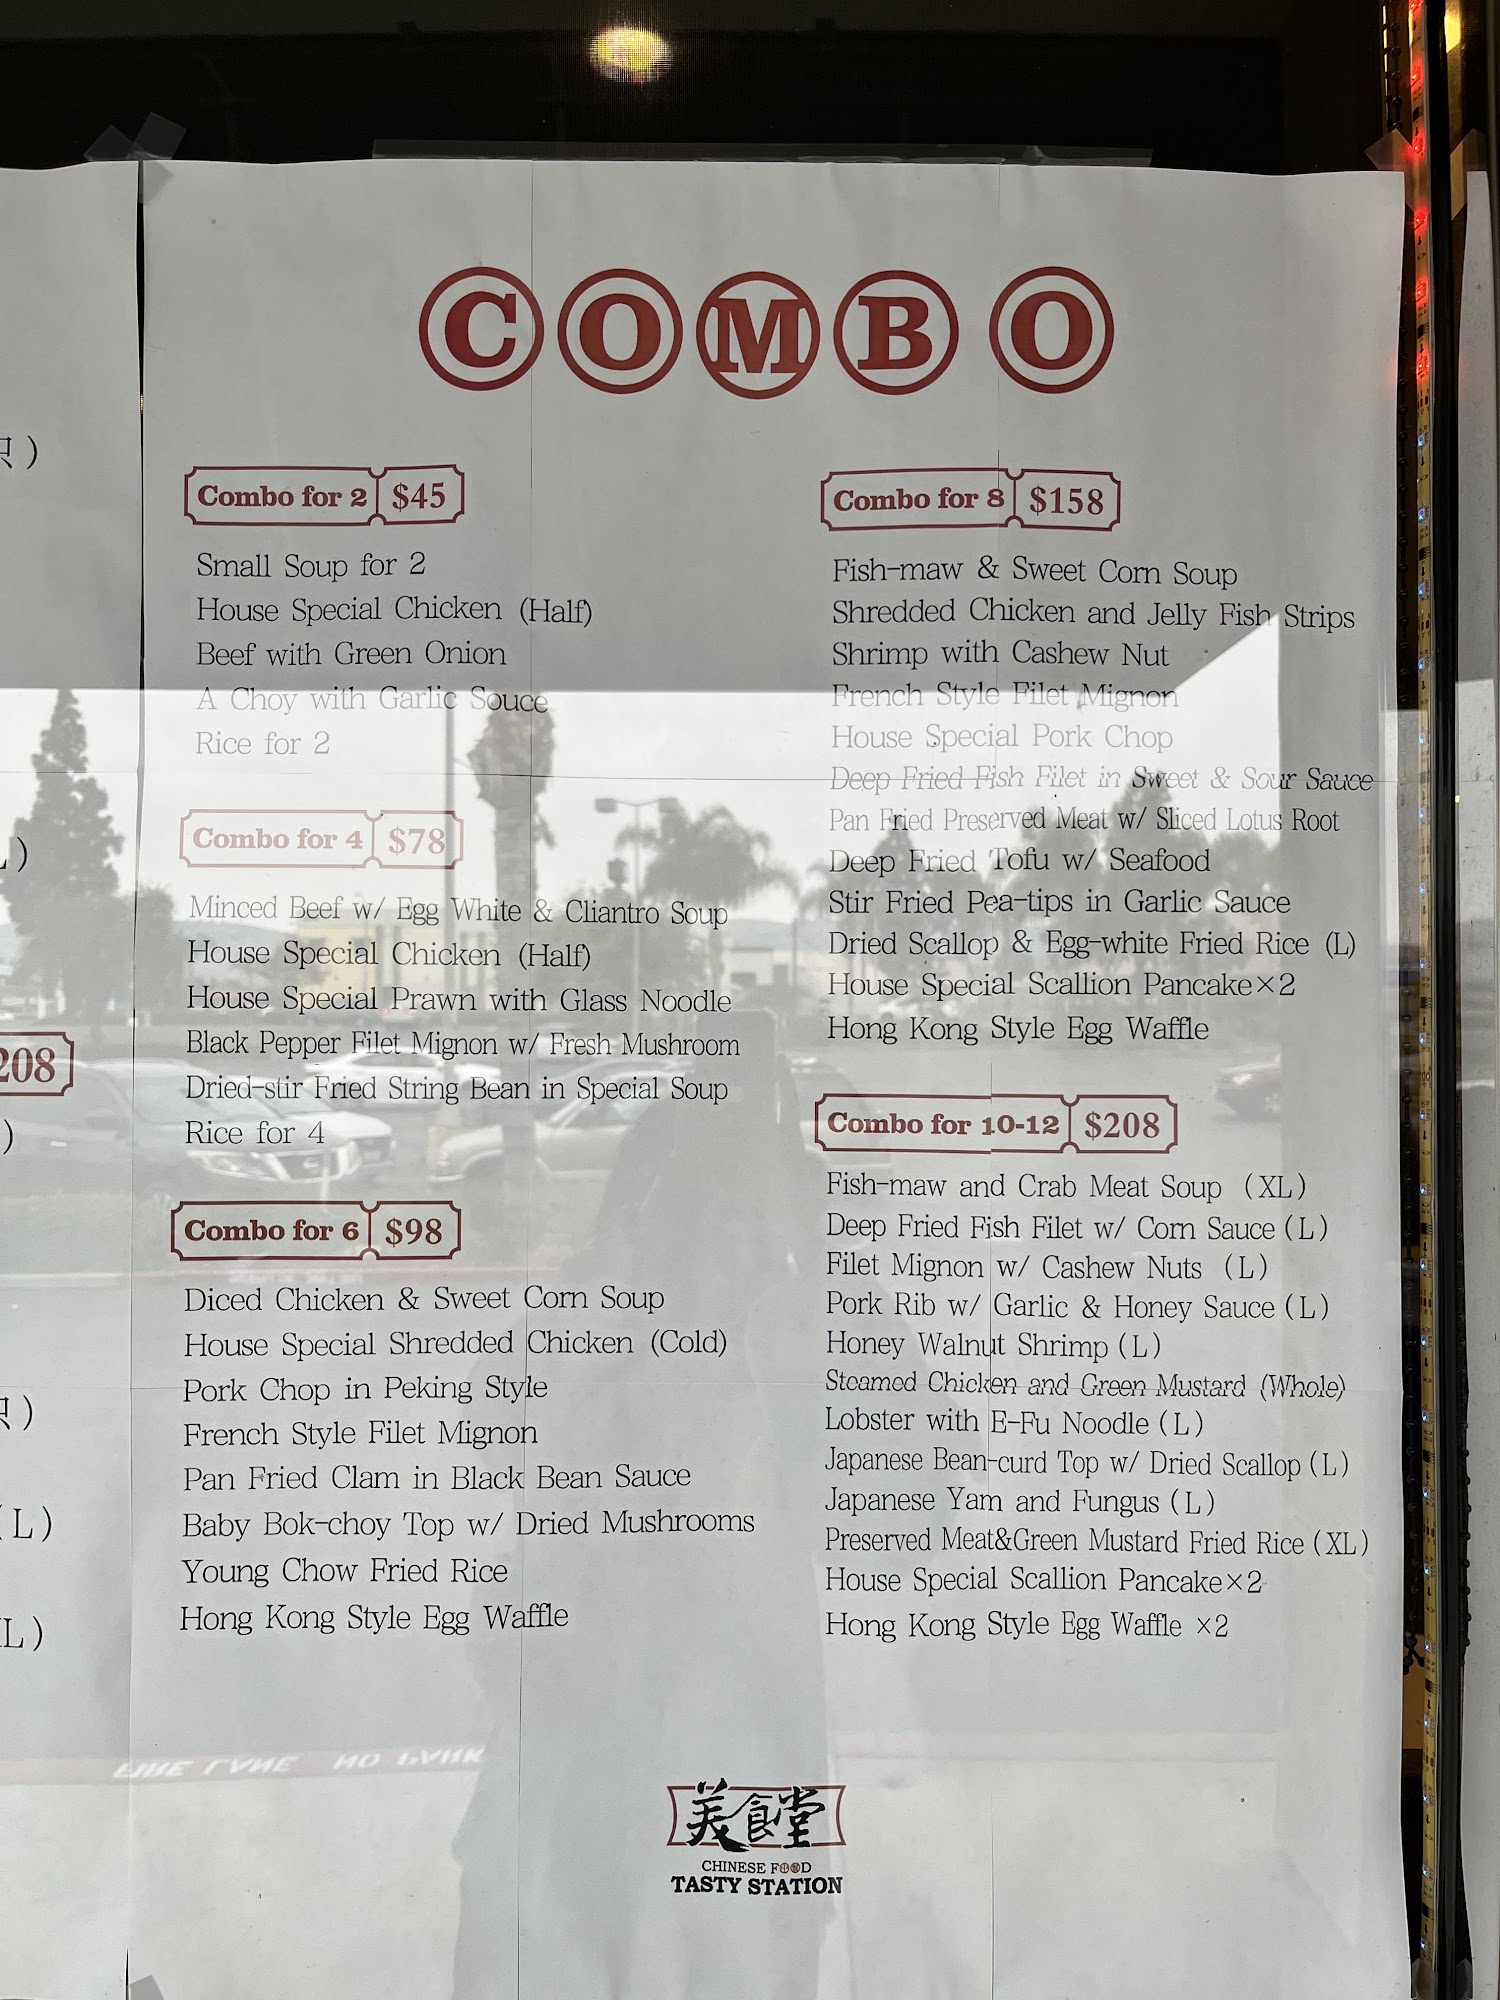 COMBO
Combo for 2 $45
Small Soup for 2
House Special Chicken (Half)
Beef with Green Onion
A Choy with Garlic Souce
Rice for 2
Combo for 4 $78
Minced Beef w/ Egg White & Cliantro Soup
House Special Chicken (Half)
House Special Prawn with Glass Noodle
Black Pepper Filet Mignon w/ Fresh Mushroom
Dried-stir Fried String Bean in Special Soup
Rice for 4
Combo for 6 $98
Diced Chicken & Sweet Corn Soup
House Special Shredded Chicken (Cold)
Pork Chop in Peking Style
French Style Filet Mignon
Pan Fried Clam in Black Bean Sauce
Baby Bok-choy Top w/ Dried Mushrooms
Young Chow Fried Rice
Hong Kong Style Egg Waffle
Combo for 8 $158
Fish-maw & Sweet Corn Soup
Shredded Chicken and Jelly Fish Strips
Shrimp with Cashew Nut
French Style Filet Mignon
House Special Pork Chop
Deep Fried Fish Filet in Sweet & Sour Sauce
Pan Fried Preserved Meat w/ Sliced Lotus Root
Deep Fried Tofu w/ Seafood
Stir Fried Pea-tips in Garlic Sauce
Dried Scallop & Egg-white Fried Rice (L)
House Special Scallion Pancake×2
Hong Kong Style Egg Waffle
Combo for 10-12 $208
Fish-maw and Crab Meat Soup (XL)
Deep Fried Fish Filet w/ Corn Sauce (L)
Filet Mignon w/ Cashew Nuts (L)
Pork Rib w/ Garlic & Honey Sauce (L)
Honey Walnut Shrimp (L)
Steamed Chicken and Green Mustard (Whole)
Lobster with E-Fu Noodle (L)
Japanese Bean-curd Top w/ Dried Scallop (L)
Japanese Yam and Fungus (L)
Preserved Meat&Green Mustard Fried Rice (XL)
House Special Scallion Pancake×2
Hong Kong Style Egg Waffle ×2
208
(L)
L)
FIRE LANE NO PARK
美食堂
CHINESE FOOD
TASTY STATION